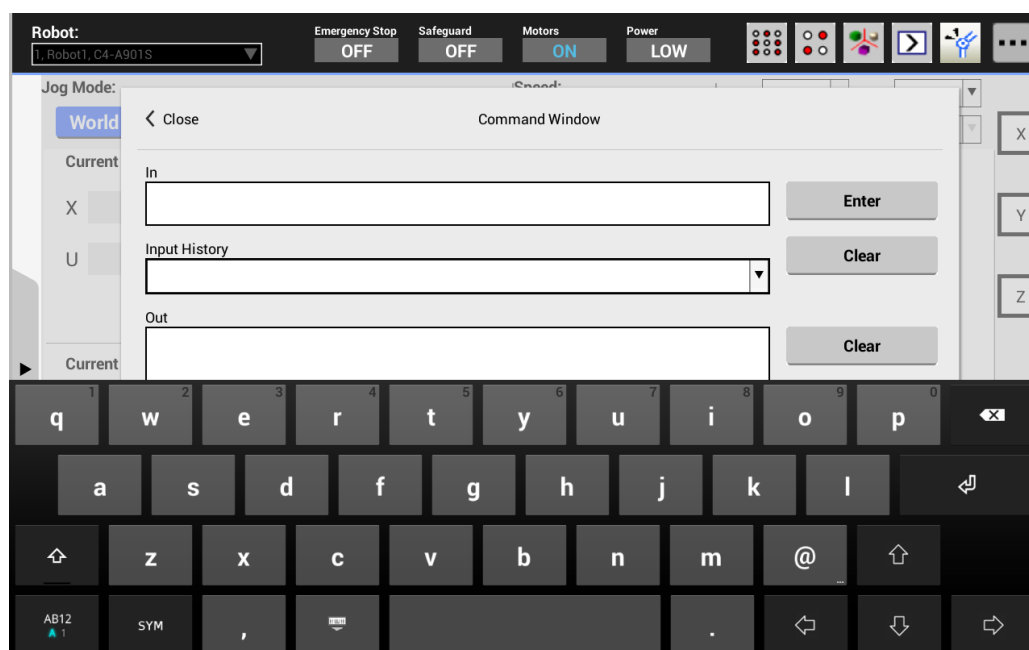 Robot:
1, Robot1, C4-A901S
Emergency Stop
OFF
Safeguard
OFF
Motors
ON
Power
LOW
Jog Mode:
Speed:
World
Close
Command Window
Current
X
U
Current
In
Enter
Input History
Clear
Out
Clear
X
Y
Z
1 2 3 4 5 6 7 8 9 0
q w e r t y u i o p
a s d f g h j k l
z x c v b n m @ ...
AB12
A 1
SYM , .